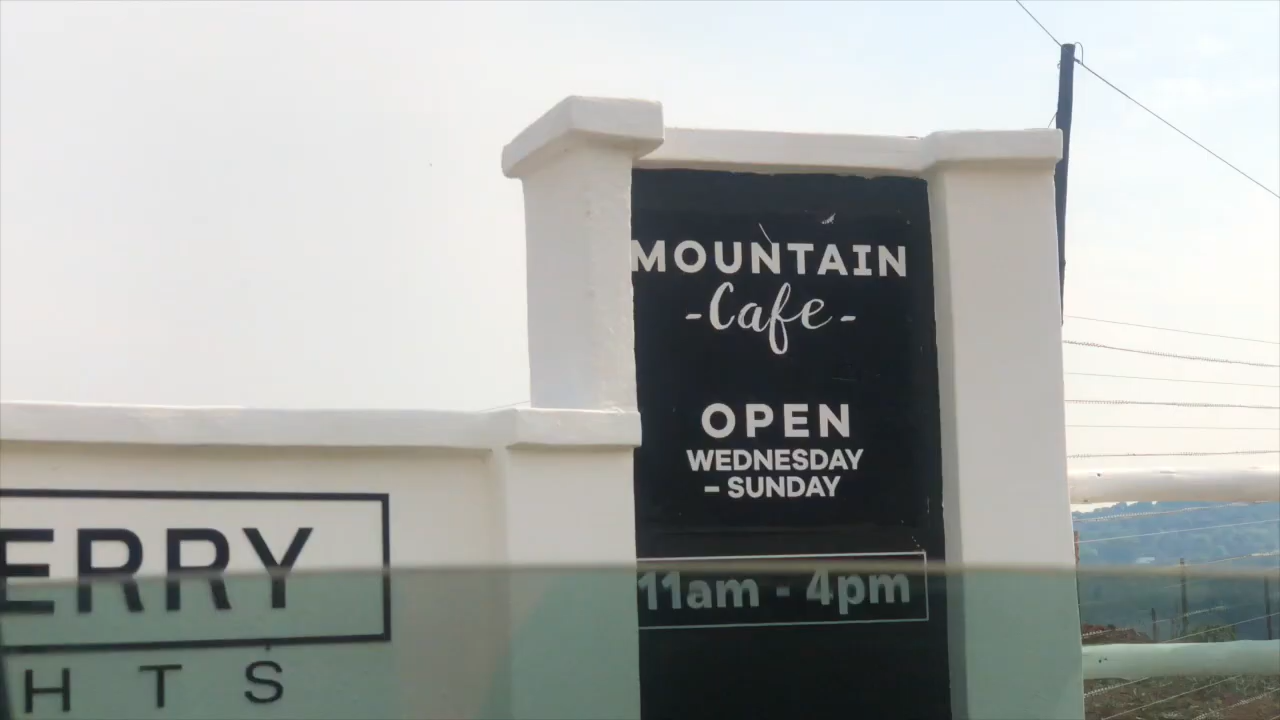 MOUNTAIN
-Cafe-
OPEN
WEDNESDAY
– SUNDAY
11am - 4pm
ERRY
HTS